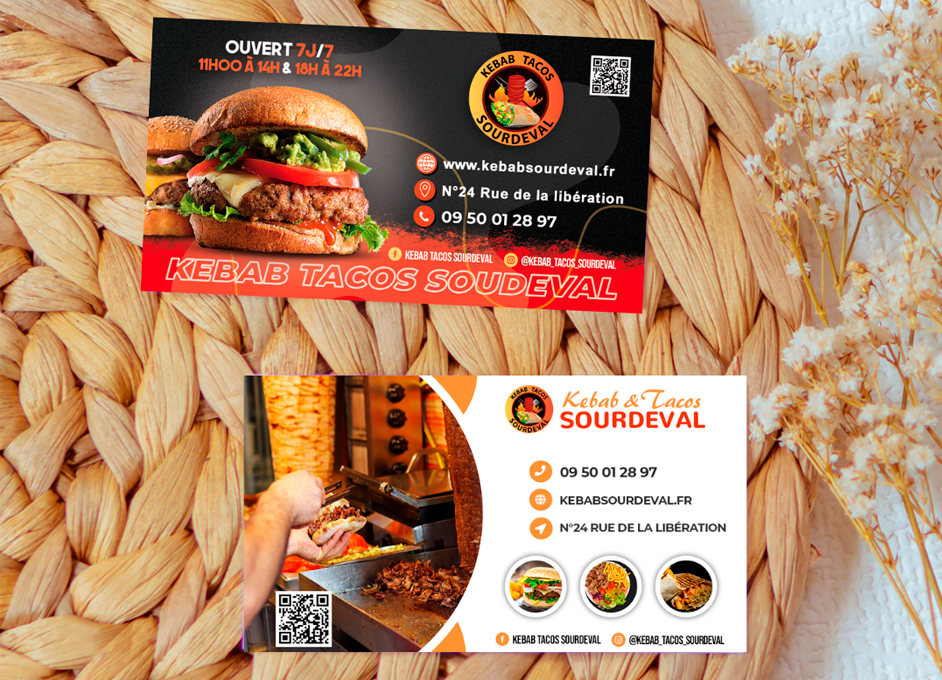 OUVERT 7J/7
11H00 À 14H & 18H À 22H
KEBAB TACOS
SOURDEVAL
www.kebabsourdeval.fr
N°24 Rue de la libération
09 50 01 28 97
KEBAB TACOS SOURDEVAL
@KEBAB_TACOS_SOURDEVAL
KEBAB TACOS SOUDEVAL
KEBAB TACOS
SOURDEVAL
Kebab & Tacos
SOURDEVAL
09 50 01 28 97
KEBABSOURDEVAL.FR
N°24 RUE DE LA LIBÉRATION
KEBAB TACOS SOURDEVAL
@KEBAB_TACOS_SOURDEVAL